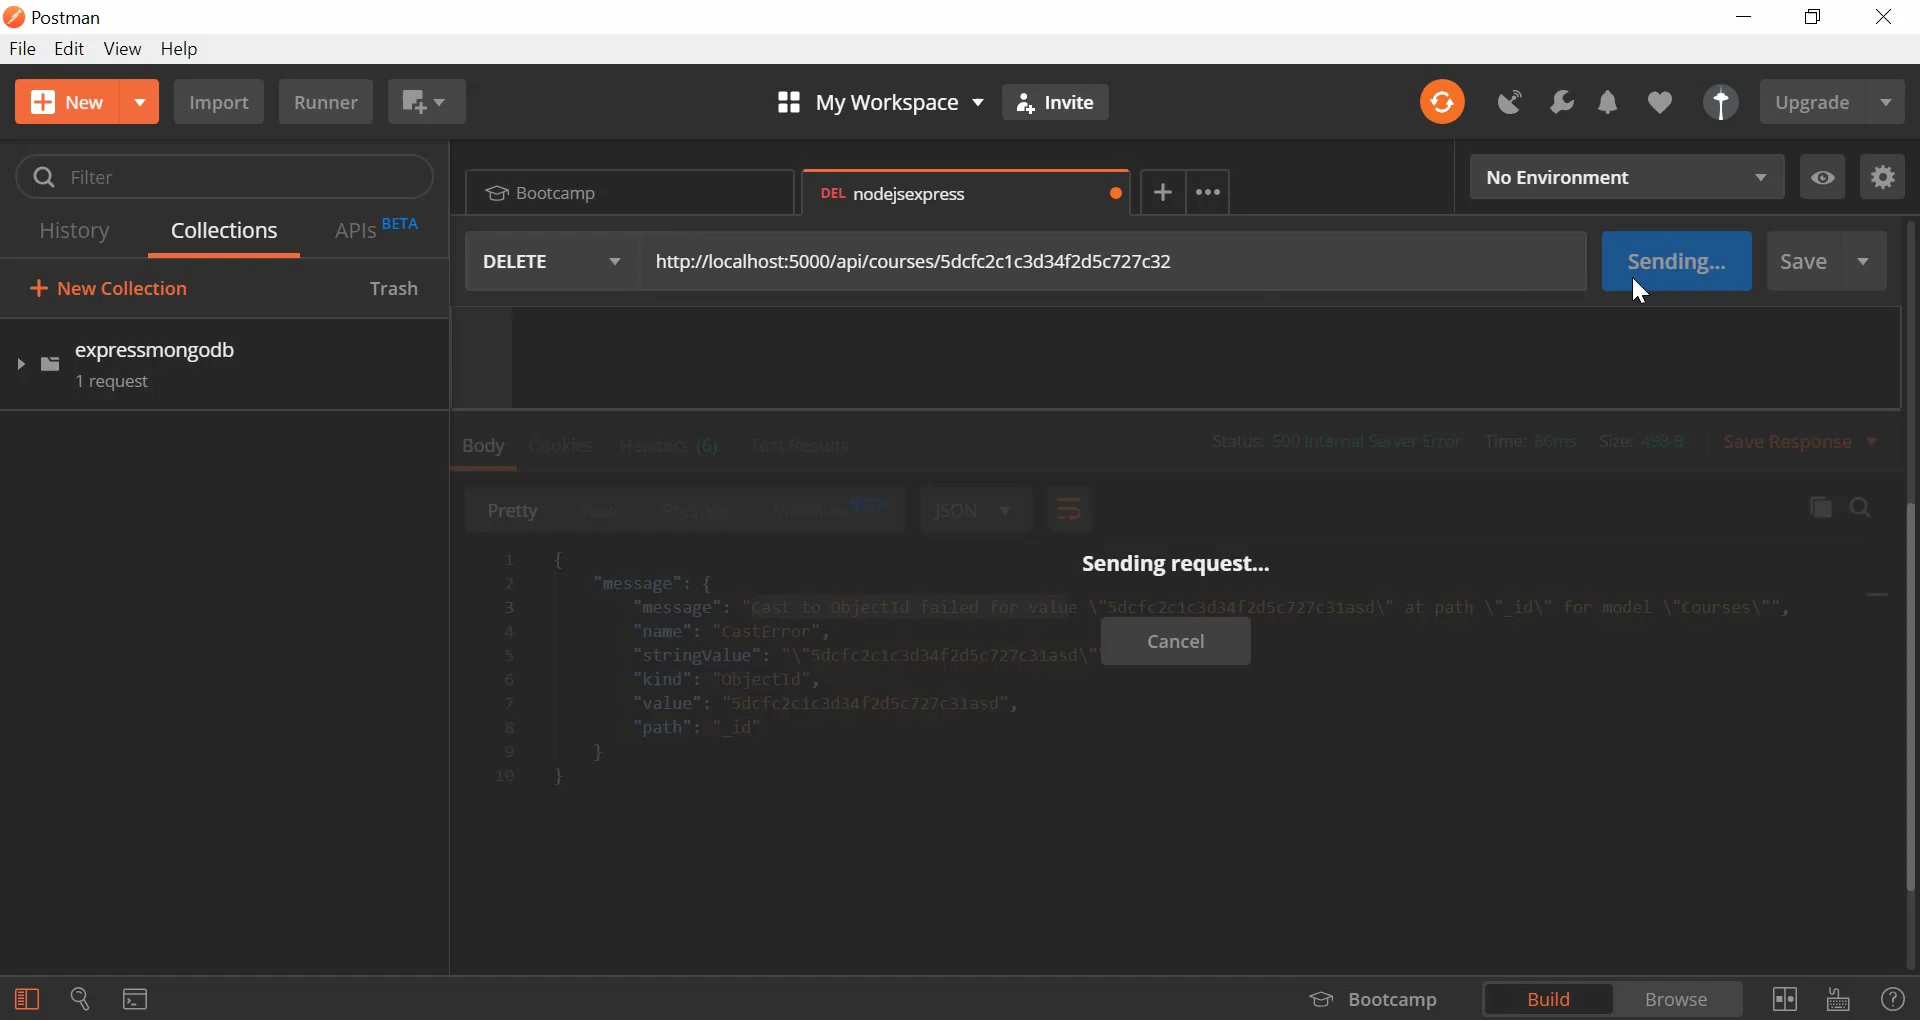 Postman
File Edit View Help
New Import Runner My Workspace Invite Upgrade
Filter
Bootcamp DEL nodejsexpress No Environment
History Collections APIs BETA
DELETE http://localhost:5000/api/courses/5dcfc2c1c3d34f2d5c727c32 Sending... Save
New Collection Trash
expressmongodb
1 request
Body Cookies Headers (6) Test Results Status: 500 Internal Server Error Time: 66ms Size: 498 B Save Response
Pretty Raw Preview Visualize BETA JSON
Sending request...
1 {
2 "message": {
3 "message": "Cast to ObjectId failed for value \"5dcfc2c1c3d34f2d5c727c31asd\" at path \"_id\" for model \"Courses\"",
4 "name": "CastError",
5 "stringValue": "\"5dcfc2c1c3d34f2d5c727c31asd\"
Cancel
6 "kind": "ObjectId",
7 "value": "5dcfc2c1c3d34f2d5c727c31asd",
8 "path": "_id"
9 }
10 }
Bootcamp Build Browse